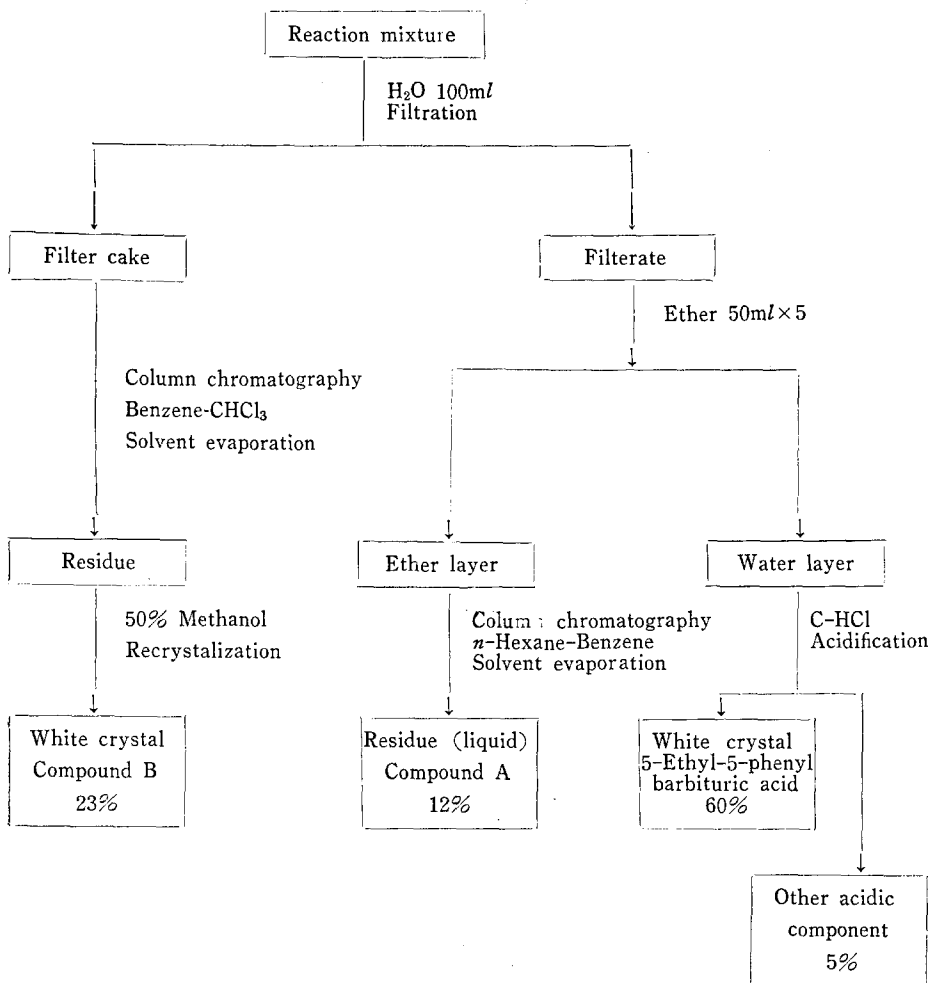 Reaction mixture
H₂O 100ml
Filtration
Filter cake
Filterate
Ether 50ml×5
Column chromatography
Benzene-CHCl₃
Solvent evaporation
Residue
Ether layer
Water layer
50% Methanol
Recrystalization
Colum chromatography
n-Hexane-Benzene
Solvent evaporation
C-HCl
Acidification
White crystal
Compound B
23%
Residue (liquid)
Compound A
12%
White crystal
5-Ethyl-5-phenyl
barbituric acid
60%
Other acidic
component
5%